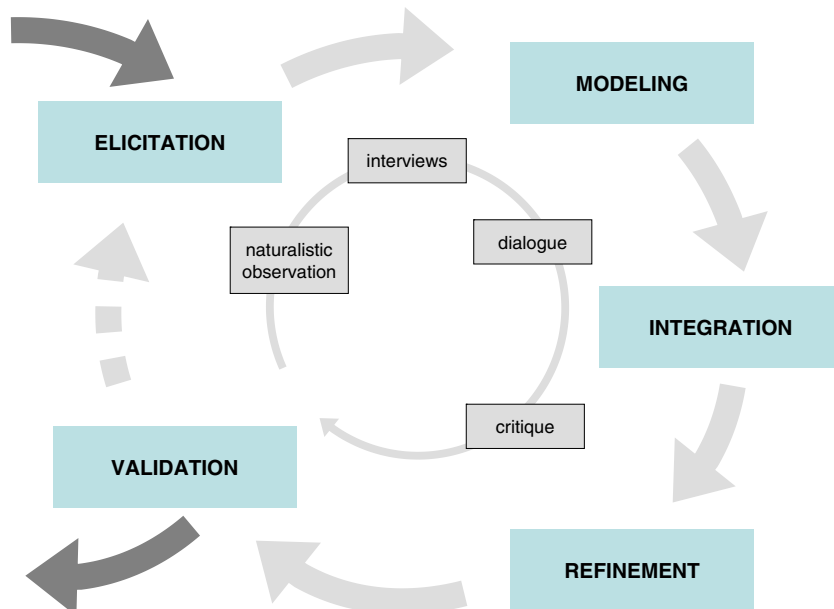 MODELING
ELICITATION
interviews
naturalistic
observation
dialogue
INTEGRATION
critique
VALIDATION
REFINEMENT